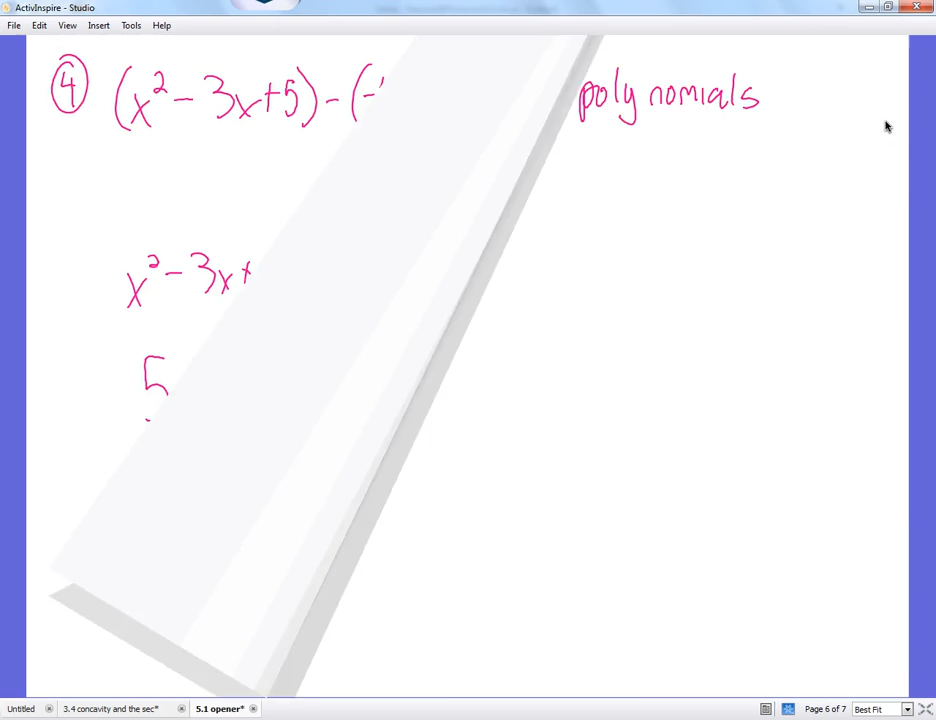 ActivInspire - Studio
File Edit View Insert Tools Help
④ (x² - 3x + 5) - (- polynomials
x² - 3x +
5
Untitled 3.4 concavity and the sec* 5.1 opener* Page 6 of 7 Best Fit